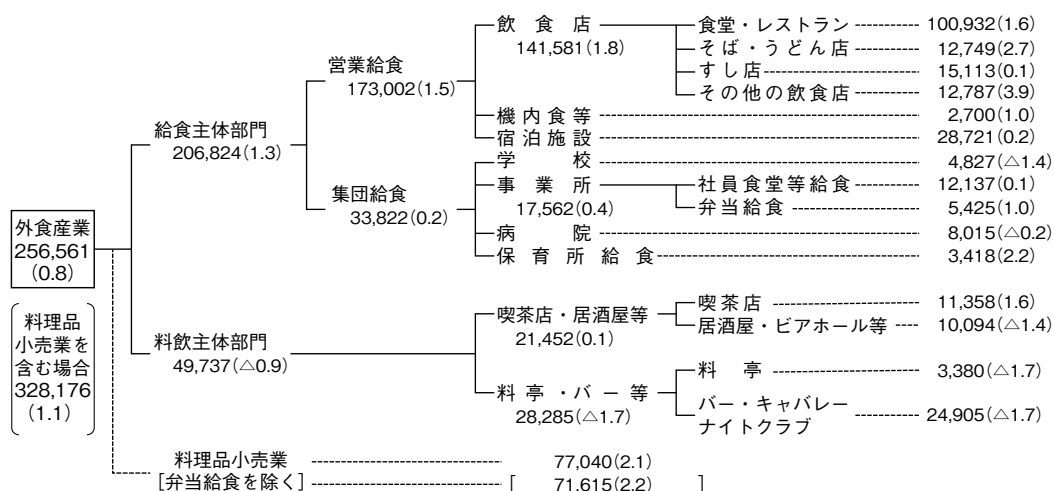 外食産業
256,561
(0.8)
料理品
小売業を
含む場合
328,176
(1.1)
給食主体部門
206,824(1.3)
営業給食
173,002(1.5)
飲食店
141,581(1.8)
食堂・レストラン 100,932(1.6)
そば・うどん店 12,749(2.7)
すし店 15,113(0.1)
その他の飲食店 12,787(3.9)
機内食等 2,700(1.0)
宿泊施設 28,721(0.2)
集団給食
33,822(0.2)
学校 4,827(△1.4)
事業所
17,562(0.4)
社員食堂等給食 12,137(0.1)
弁当給食 5,425(1.0)
病院 8,015(△0.2)
保育所給食 3,418(2.2)
料飲主体部門
49,737(△0.9)
喫茶店・居酒屋等
21,452(0.1)
喫茶店 11,358(1.6)
居酒屋・ビアホール等 10,094(△1.4)
料亭・バー等
28,285(△1.7)
料亭 3,380(△1.7)
バー・キャバレー
ナイトクラブ 24,905(△1.7)
料理品小売業 77,040(2.1)
[弁当給食を除く] [ 71,615(2.2) ]